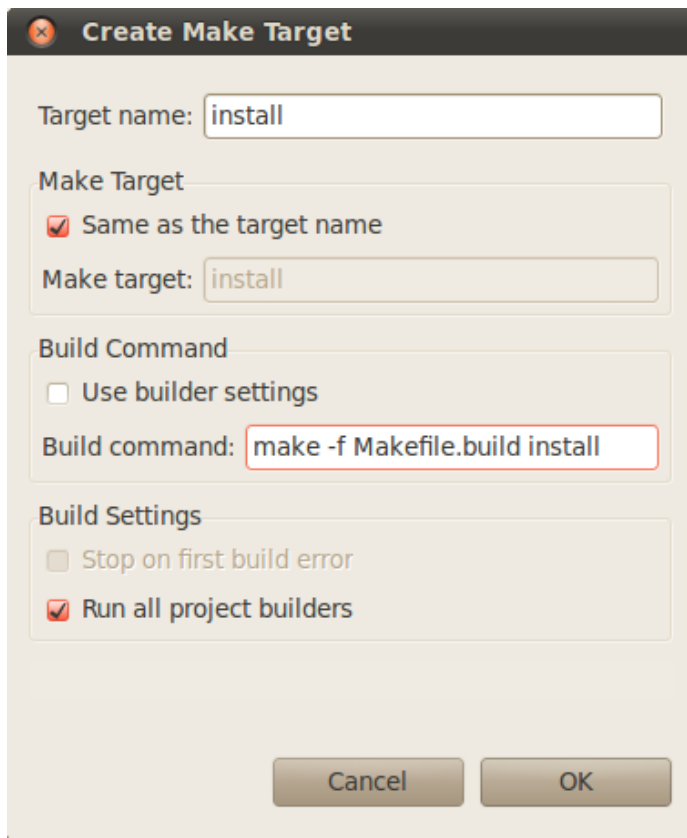 Create Make Target
Target name: install
Make Target
Same as the target name
Make target: install
Build Command
Use builder settings
Build command: make -f Makefile.build install
Build Settings
Stop on first build error
Run all project builders
Cancel OK